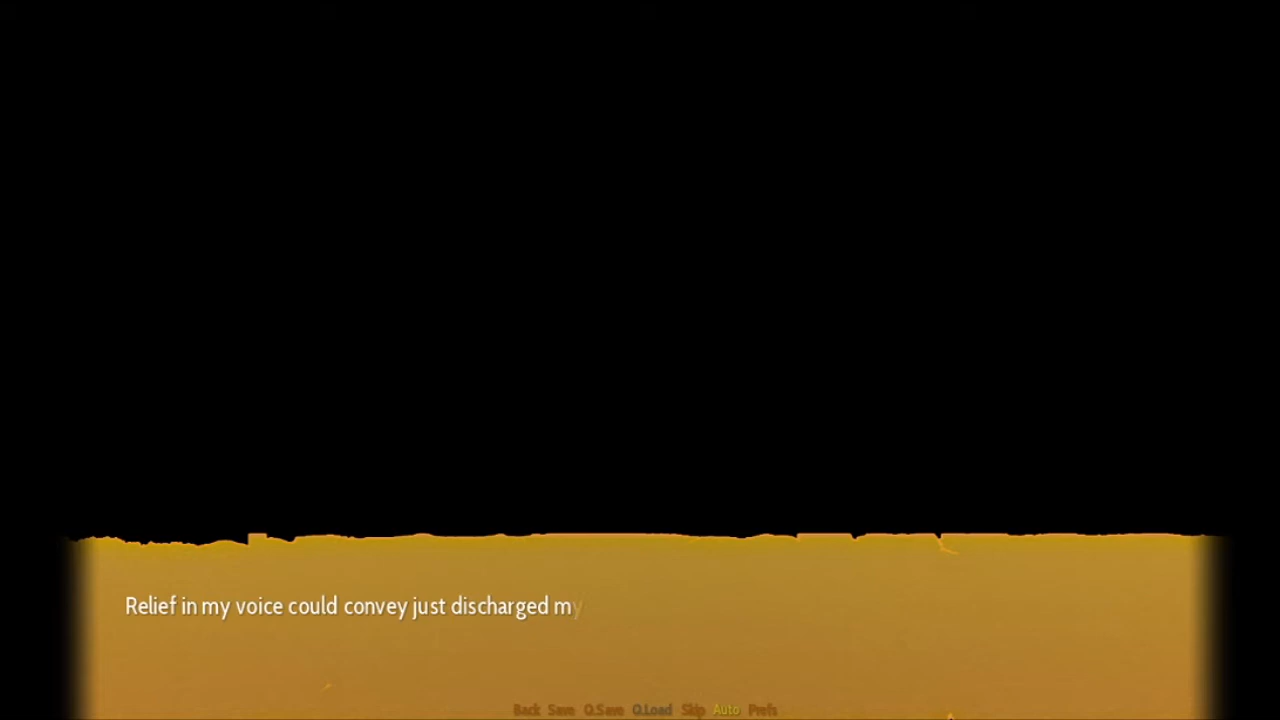 Relief in my voice could convey just discharged my
Back Save Q.Save Q.Load Skip Auto Prefs